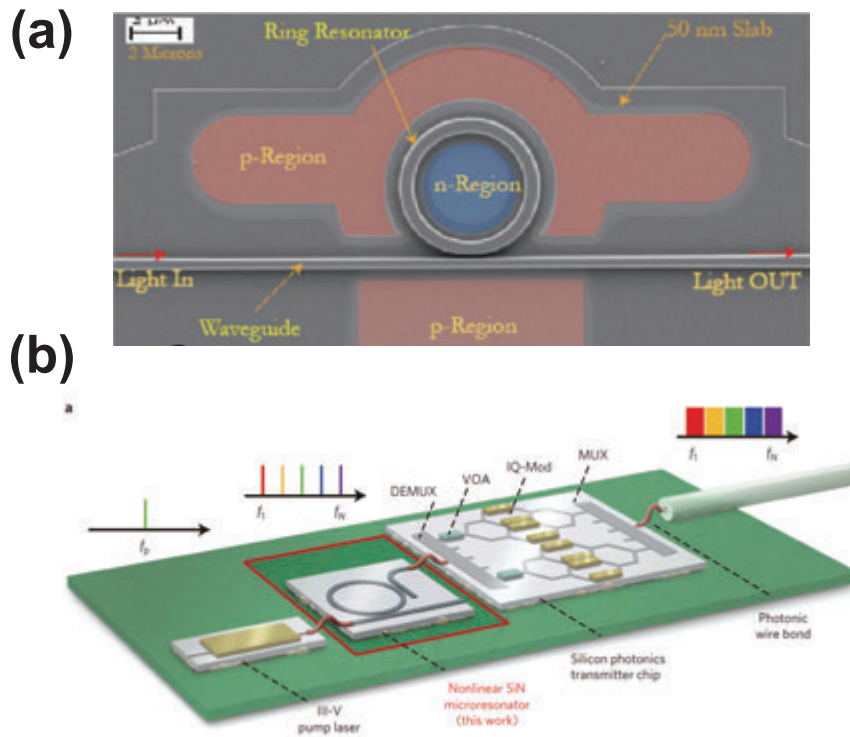 (a)
2 µm
2 Microns
Ring Resonator
50 nm Slab
p-Region
n-Region
Light In
Light OUT
Waveguide
p-Region
(b)
a
fp
f1
fN
DEMUX
VOA
IQ-Mod
MUX
f1
fN
Photonic
wire bond
Silicon photonics
transmitter chip
Nonlinear SiN
microresonator
(this work)
III-V
pump laser